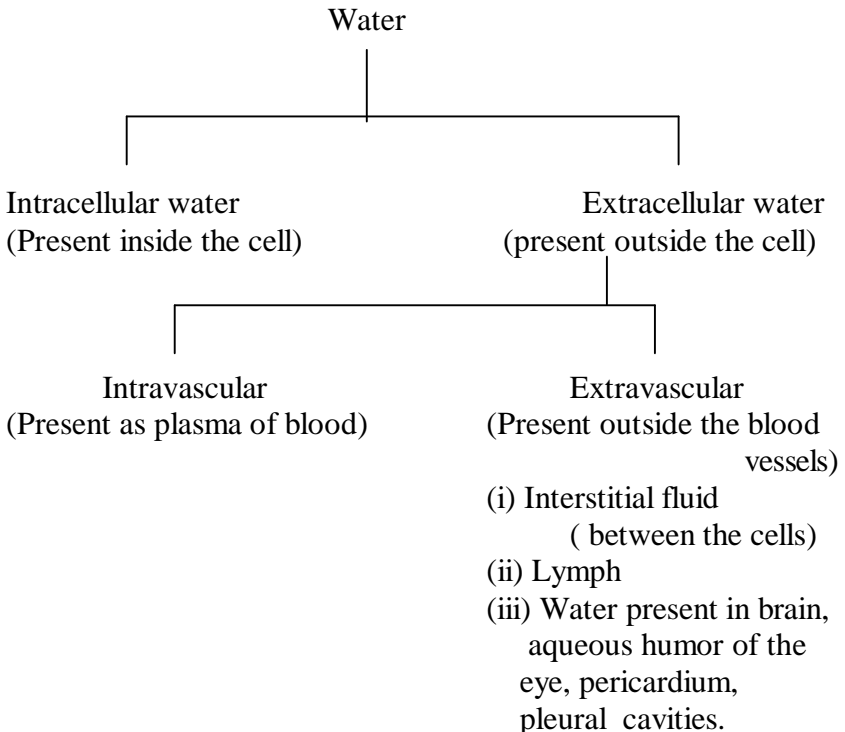 Water
Intracellular water
(Present inside the cell)
Extracellular water
(present outside the cell)
Intravascular
(Present as plasma of blood)
Extravascular
(Present outside the blood
vessels)
(i) Interstitial fluid
( between the cells)
(ii) Lymph
(iii) Water present in brain,
aqueous humor of the
eye, pericardium,
pleural cavities.